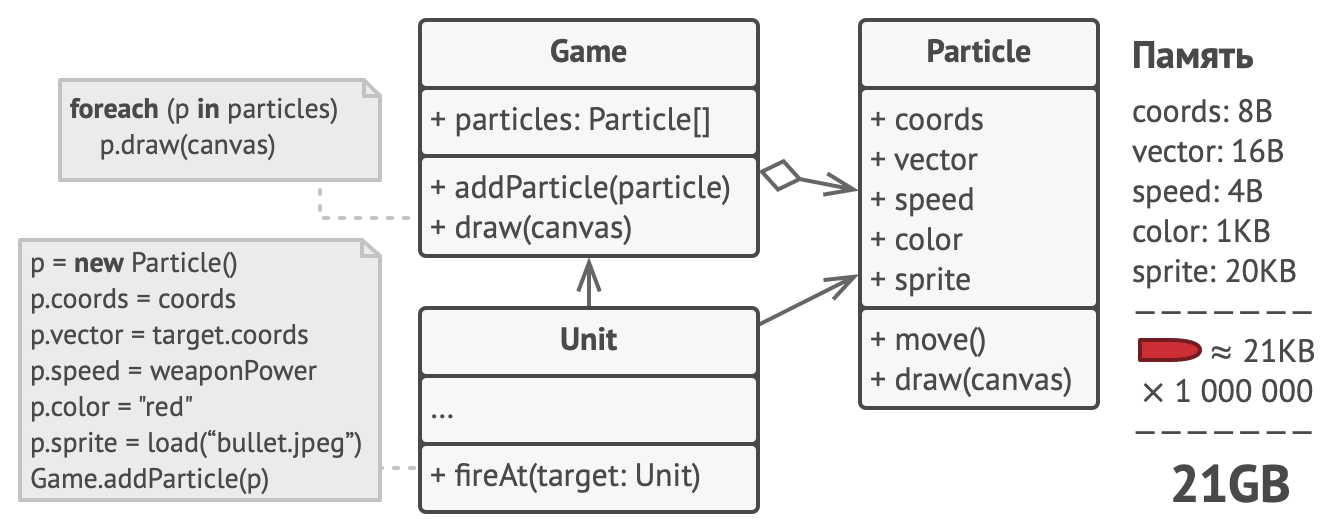 foreach (p in particles)
p.draw(canvas)
p = new Particle()
p.coords = coords
p.vector = target.coords
p.speed = weaponPower
p.color = "red"
p.sprite = load(“bullet.jpeg”)
Game.addParticle(p)
Game
+ particles: Particle[]
+ addParticle(particle)
+ draw(canvas)
Unit
...
+ fireAt(target: Unit)
Particle
+ coords
+ vector
+ speed
+ color
+ sprite
+ move()
+ draw(canvas)
Память
coords: 8B
vector: 16B
speed: 4B
color: 1KB
sprite: 20KB
≈ 21KB
× 1 000 000
21GB